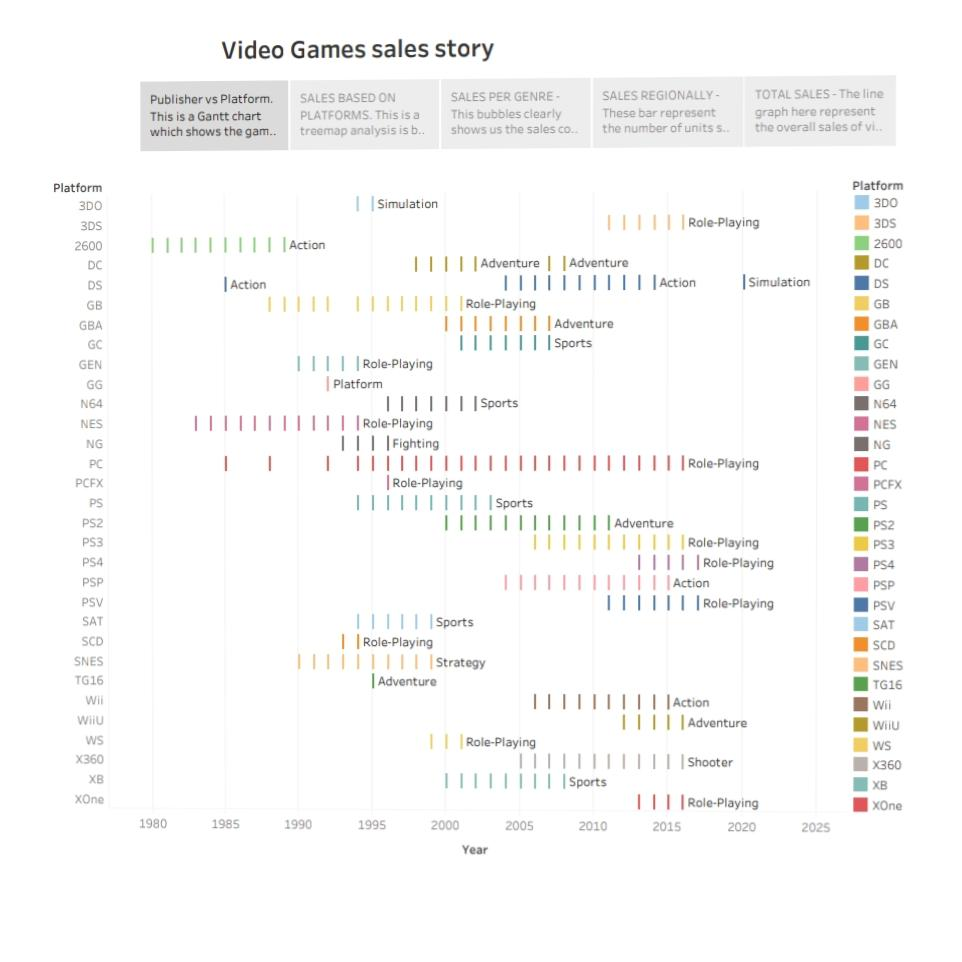 Video Games sales story
Publisher vs Platform.
This is a Gantt chart
which shows the gam..
SALES BASED ON
PLATFORMS. This is a
treemap analysis is b..
SALES PER GENRE -
This bubbles clearly
shows us the sales co..
SALES REGIONALLY -
These bar represent
the number of units s..
TOTAL SALES - The line
graph here represent
the overall sales of vi..
Platform
3DO Simulation
3DS Role-Playing
2600 Action
DC Adventure Adventure
DS Action Action Simulation
GB Role-Playing
GBA Adventure
GC Sports
GEN Role-Playing
GG Platform
N64 Sports
NES Role-Playing
NG Fighting
PC Role-Playing
PCFX Role-Playing
PS Sports
PS2 Adventure
PS3 Role-Playing
PS4 Role-Playing
PSP Action
PSV Role-Playing
SAT Sports
SCD Role-Playing
SNES Strategy
TG16 Adventure
Wii Action
WiiU Adventure
WS Role-Playing
X360 Shooter
XB Sports
XOne Role-Playing
1980 1985 1990 1995 2000 2005 2010 2015 2020 2025
Year
Platform
3DO
3DS
2600
DC
DS
GB
GBA
GC
GEN
GG
N64
NES
NG
PC
PCFX
PS
PS2
PS3
PS4
PSP
PSV
SAT
SCD
SNES
TG16
Wii
WiiU
WS
X360
XB
XOne